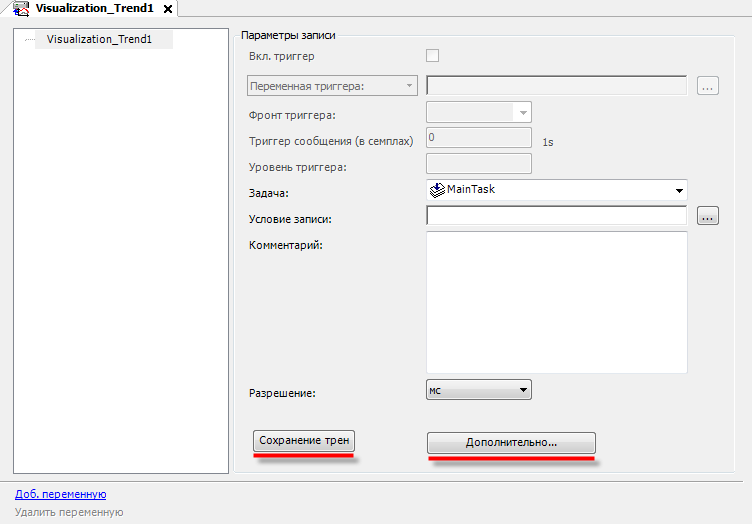 Visualization_Trend1
Visualization_Trend1
Параметры записи
Вкл. триггер
Переменная триггера:
...
Фронт триггера:
Триггер сообщения (в семплах)
0
1s
Уровень триггера:
Задача:
MainTask
Условие записи:
...
Комментарий:
Разрешение:
мс
Сохранение трен
Дополнительно...
Доб. переменную
Удалить переменную